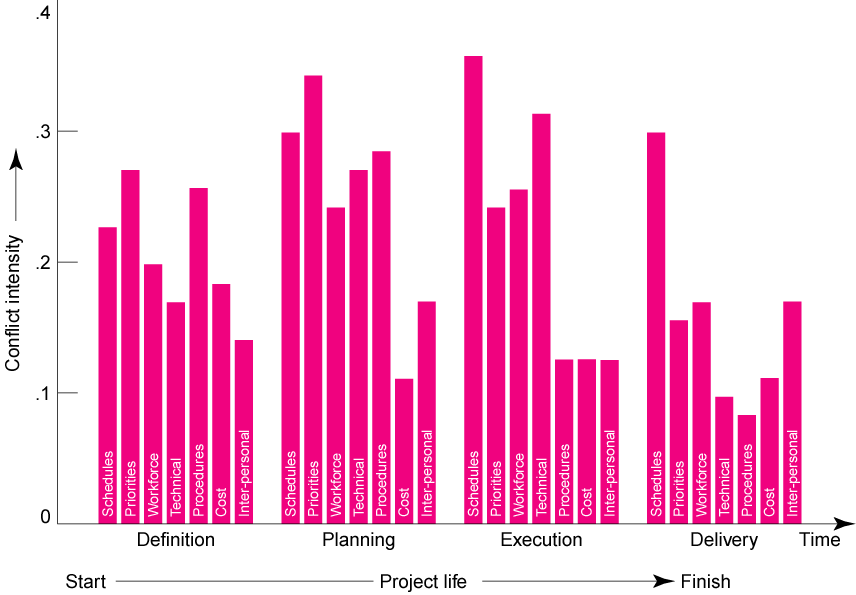 .4
.3
.2
.1
0
Conflict intensity
Schedules
Priorities
Workforce
Technical
Procedures
Cost
Inter-personal
Schedules
Priorities
Workforce
Technical
Procedures
Cost
Inter-personal
Schedules
Priorities
Workforce
Technical
Procedures
Cost
Inter-personal
Schedules
Priorities
Workforce
Technical
Procedures
Cost
Inter-personal
Definition Planning Execution Delivery Time
Start Project life Finish